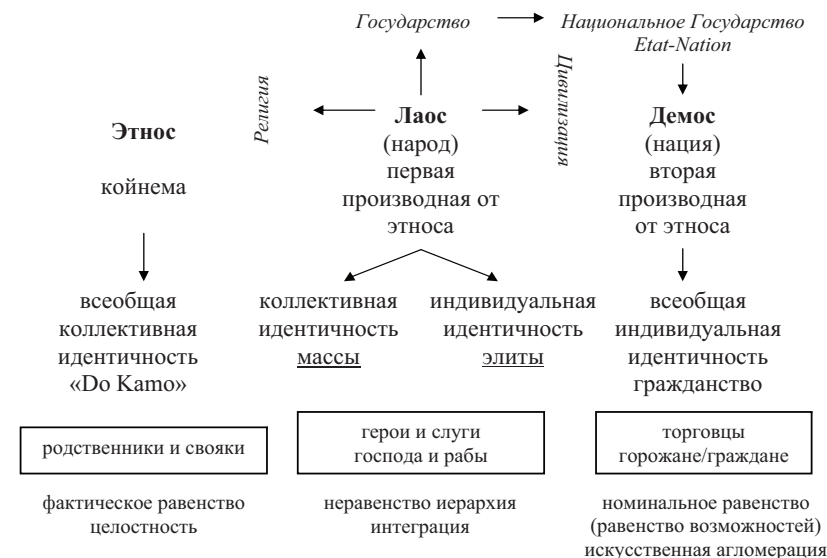 Государство
Национальное Государство
Etat-Nation
Религия
Цивилизация
Этнос
койнема
Лаос
(народ)
первая
производная от
этноса
Демос
(нация)
вторая
производная
от этноса
всеобщая
коллективная
идентичность
«Do Kamo»
коллективная
идентичность
массы
индивидуальная
идентичность
элиты
всеобщая
индивидуальная
идентичность
гражданство
родственники и свояки
герои и слуги
господа и рабы
торговцы
горожане/граждане
фактическое равенство
целостность
неравенство иерархия
интеграция
номинальное равенство
(равенство возможностей)
искусственная агломерация